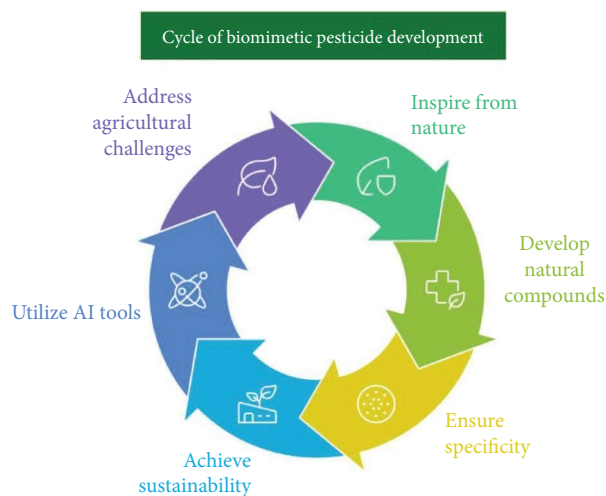 Cycle of biomimetic pesticide development
Address
agricultural
challenges
Inspire from
nature
Develop
natural
compounds
Ensure
specificity
Achieve
sustainability
Utilize AI tools